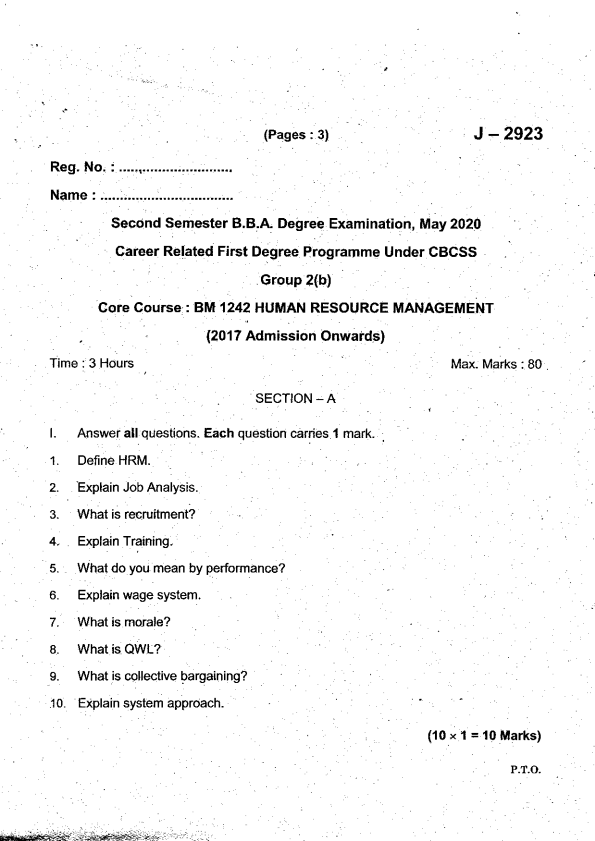 (Pages : 3)
J – 2923
Reg. No. : ..............................
Name : ..................................
Second Semester B.B.A. Degree Examination, May 2020
Career Related First Degree Programme Under CBCSS
Group 2(b)
Core Course : BM 1242 HUMAN RESOURCE MANAGEMENT
(2017 Admission Onwards)
Time : 3 Hours
Max. Marks : 80
SECTION – A
I. Answer all questions. Each question carries 1 mark.
1. Define HRM.
2. Explain Job Analysis.
3. What is recruitment?
4. Explain Training.
5. What do you mean by performance?
6. Explain wage system.
7. What is morale?
8. What is QWL?
9. What is collective bargaining?
10. Explain system approach.
(10 × 1 = 10 Marks)
P.T.O.